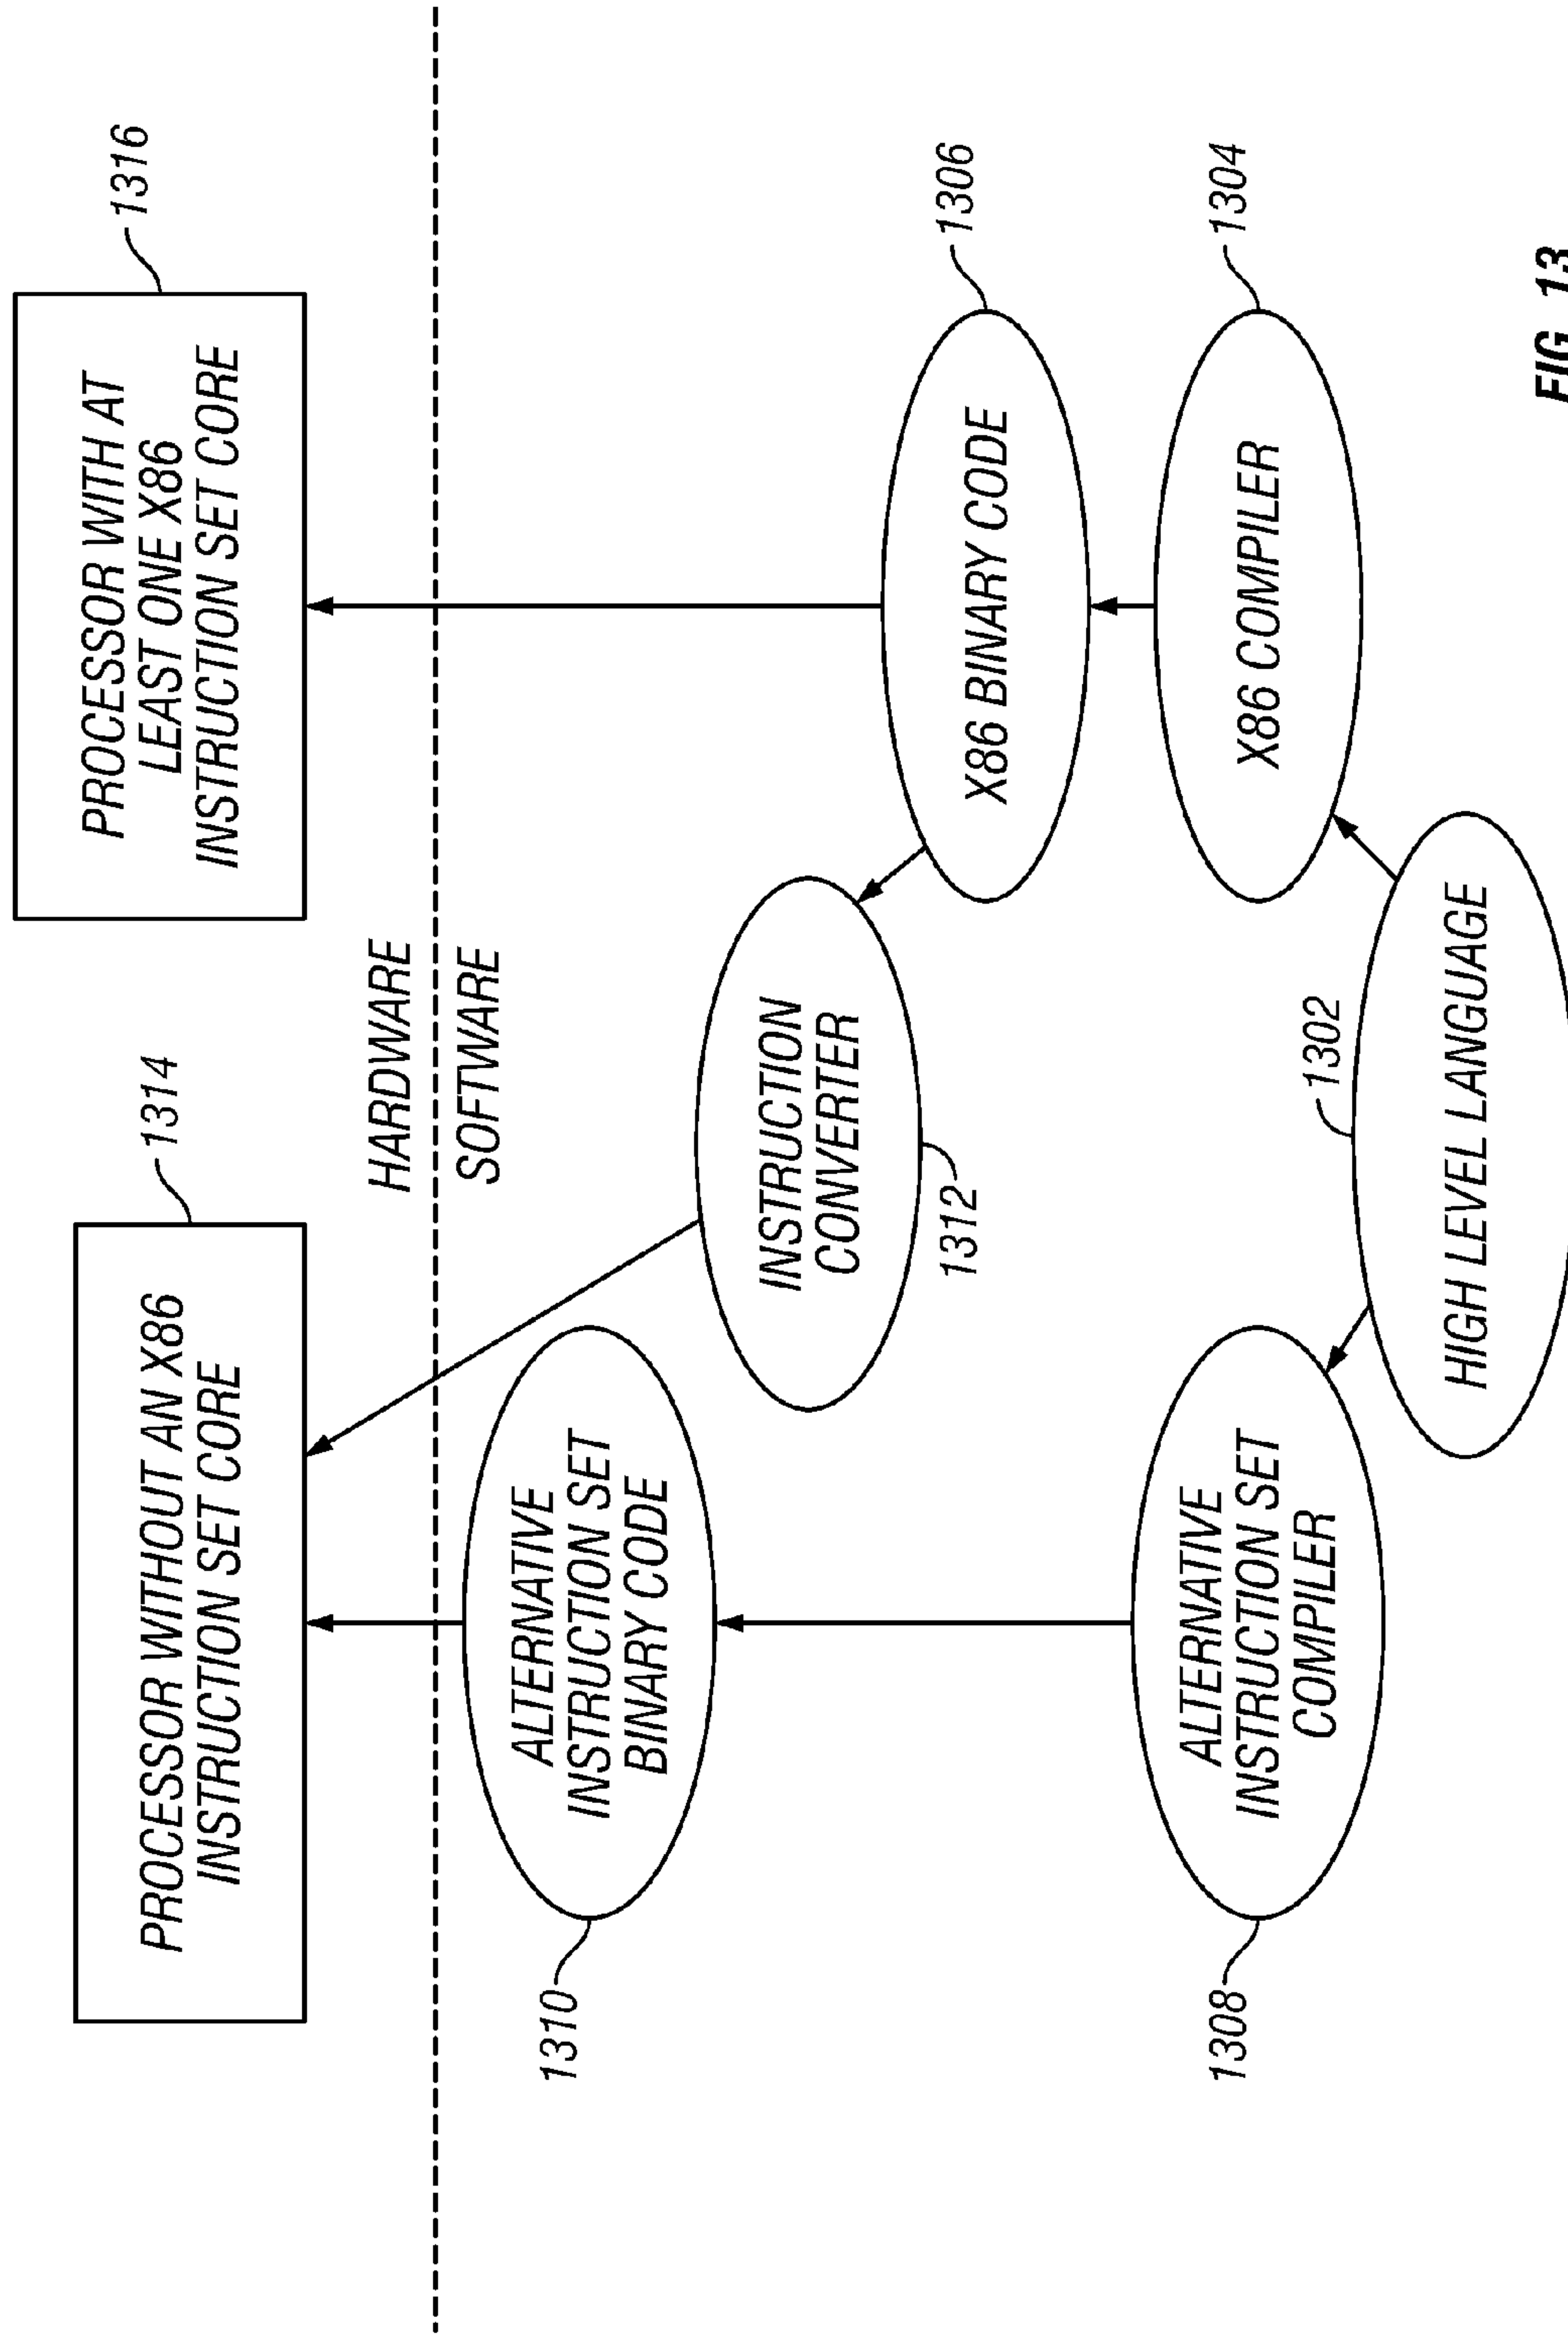 PROCESSOR WITHOUT AN X86
INSTRUCTION SET CORE
1314
PROCESSOR WITH AT
LEAST ONE X86
INSTRUCTION SET CORE
1316
HARDWARE
SOFTWARE
1310
ALTERNATIVE
INSTRUCTION SET
BINARY CODE
INSTRUCTION
CONVERTER
1312
X86 BINARY CODE
1306
1308
ALTERNATIVE
INSTRUCTION SET
COMPILER
X86 COMPILER
1304
1302
HIGH LEVEL LANGUAGE
FIG. 13